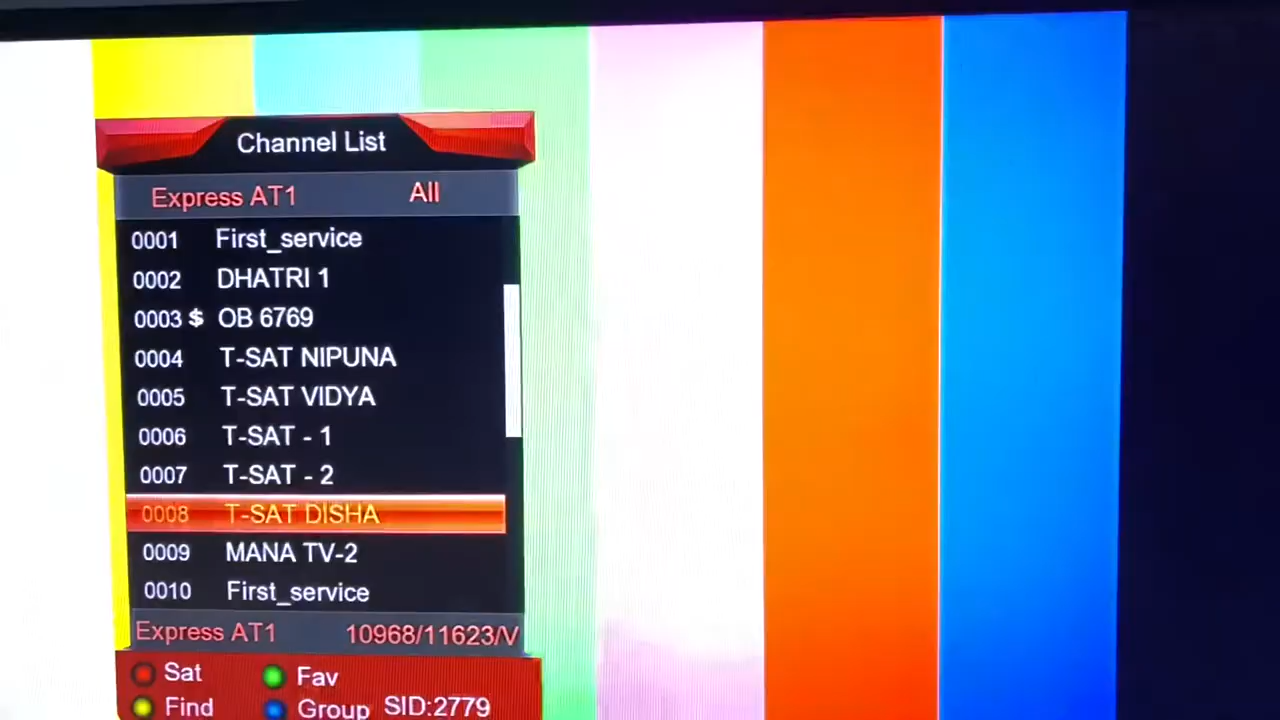 Channel List
Express AT1 All
0001 First_service
0002 DHATRI 1
0003 $ OB 6769
0004 T-SAT NIPUNA
0005 T-SAT VIDYA
0006 T-SAT - 1
0007 T-SAT - 2
0008 T-SAT DISHA
0009 MANA TV-2
0010 First_service
Express AT1 10968/11623/V
Sat Fav
Find Group SID:2779